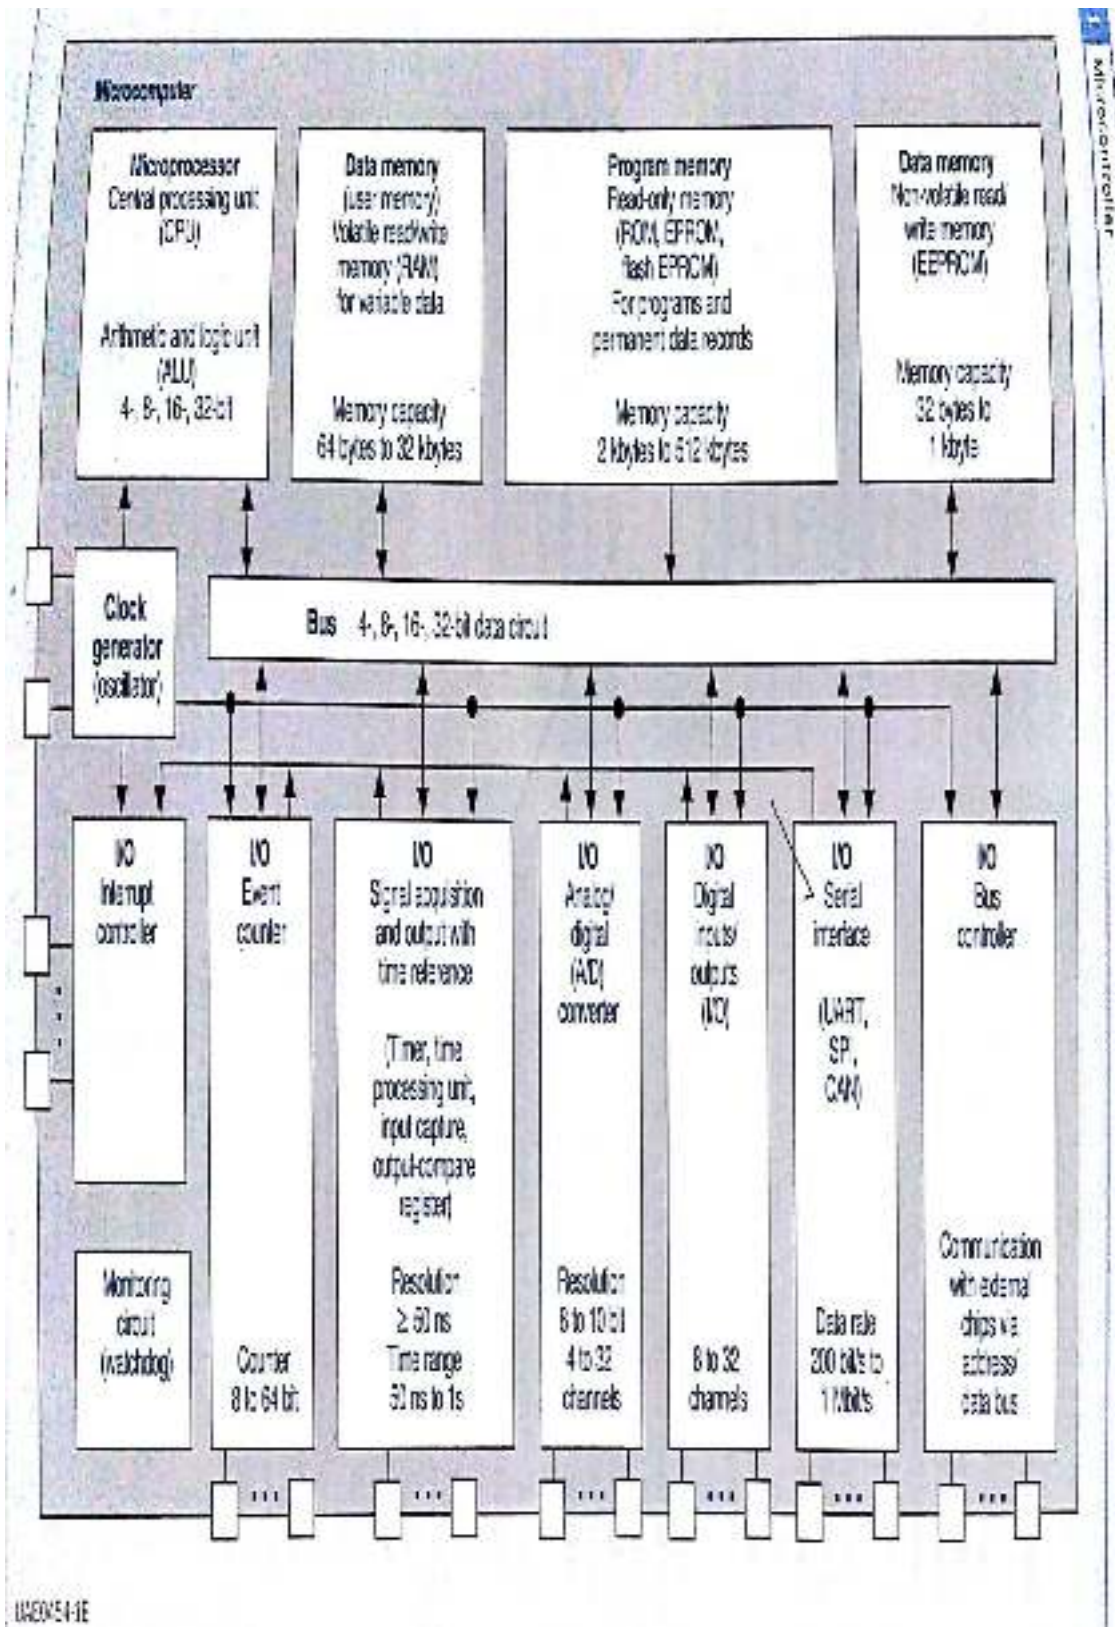 Microcontroller
Microcomputer
Microprocessor
Central processing unit
(CPU)
Arithmetic and logic unit
(ALU)
4-, 8-, 16-, 32-bit
Data memory
(user memory)
Volatile read/write
memory (RAM)
for variable data
Memory capacity
64 bytes to 32 kbytes
Program memory
Read-only memory
(ROM, EPROM,
flash EPROM)
For programs and
permanent data records
Memory capacity
2 kbytes to 512 kbytes
Data memory
Non-volatile read/
write memory
(EEPROM)
Memory capacity
32 bytes to
1 kbyte
Clock
generator
(oscillator)
Bus 4-, 8-, 16-, 32-bit data circuit
I/O
Interrupt
controller
I/O
Event
counter
Counter
8 to 64 bit
I/O
Signal acquisition
and output with
time reference
(Timer, time
processing unit,
input capture,
output-compare
register)
Resolution
≥ 50 ns
Time range
50 ns to 1s
I/O
Analog/
digital
(A/D)
converter
Resolution
8 to 10 bit
4 to 32
channels
I/O
Digital
inputs/
outputs
(I/O)
8 to 32
channels
I/O
Serial
interface
(UART,
SPI,
CAN)
Data rate
200 bit/s to
1 Mbit/s
I/O
Bus
controller
Communication
with external
chips via
address/
data bus
Monitoring
circuit
(watchdog)
UAE0454-1E